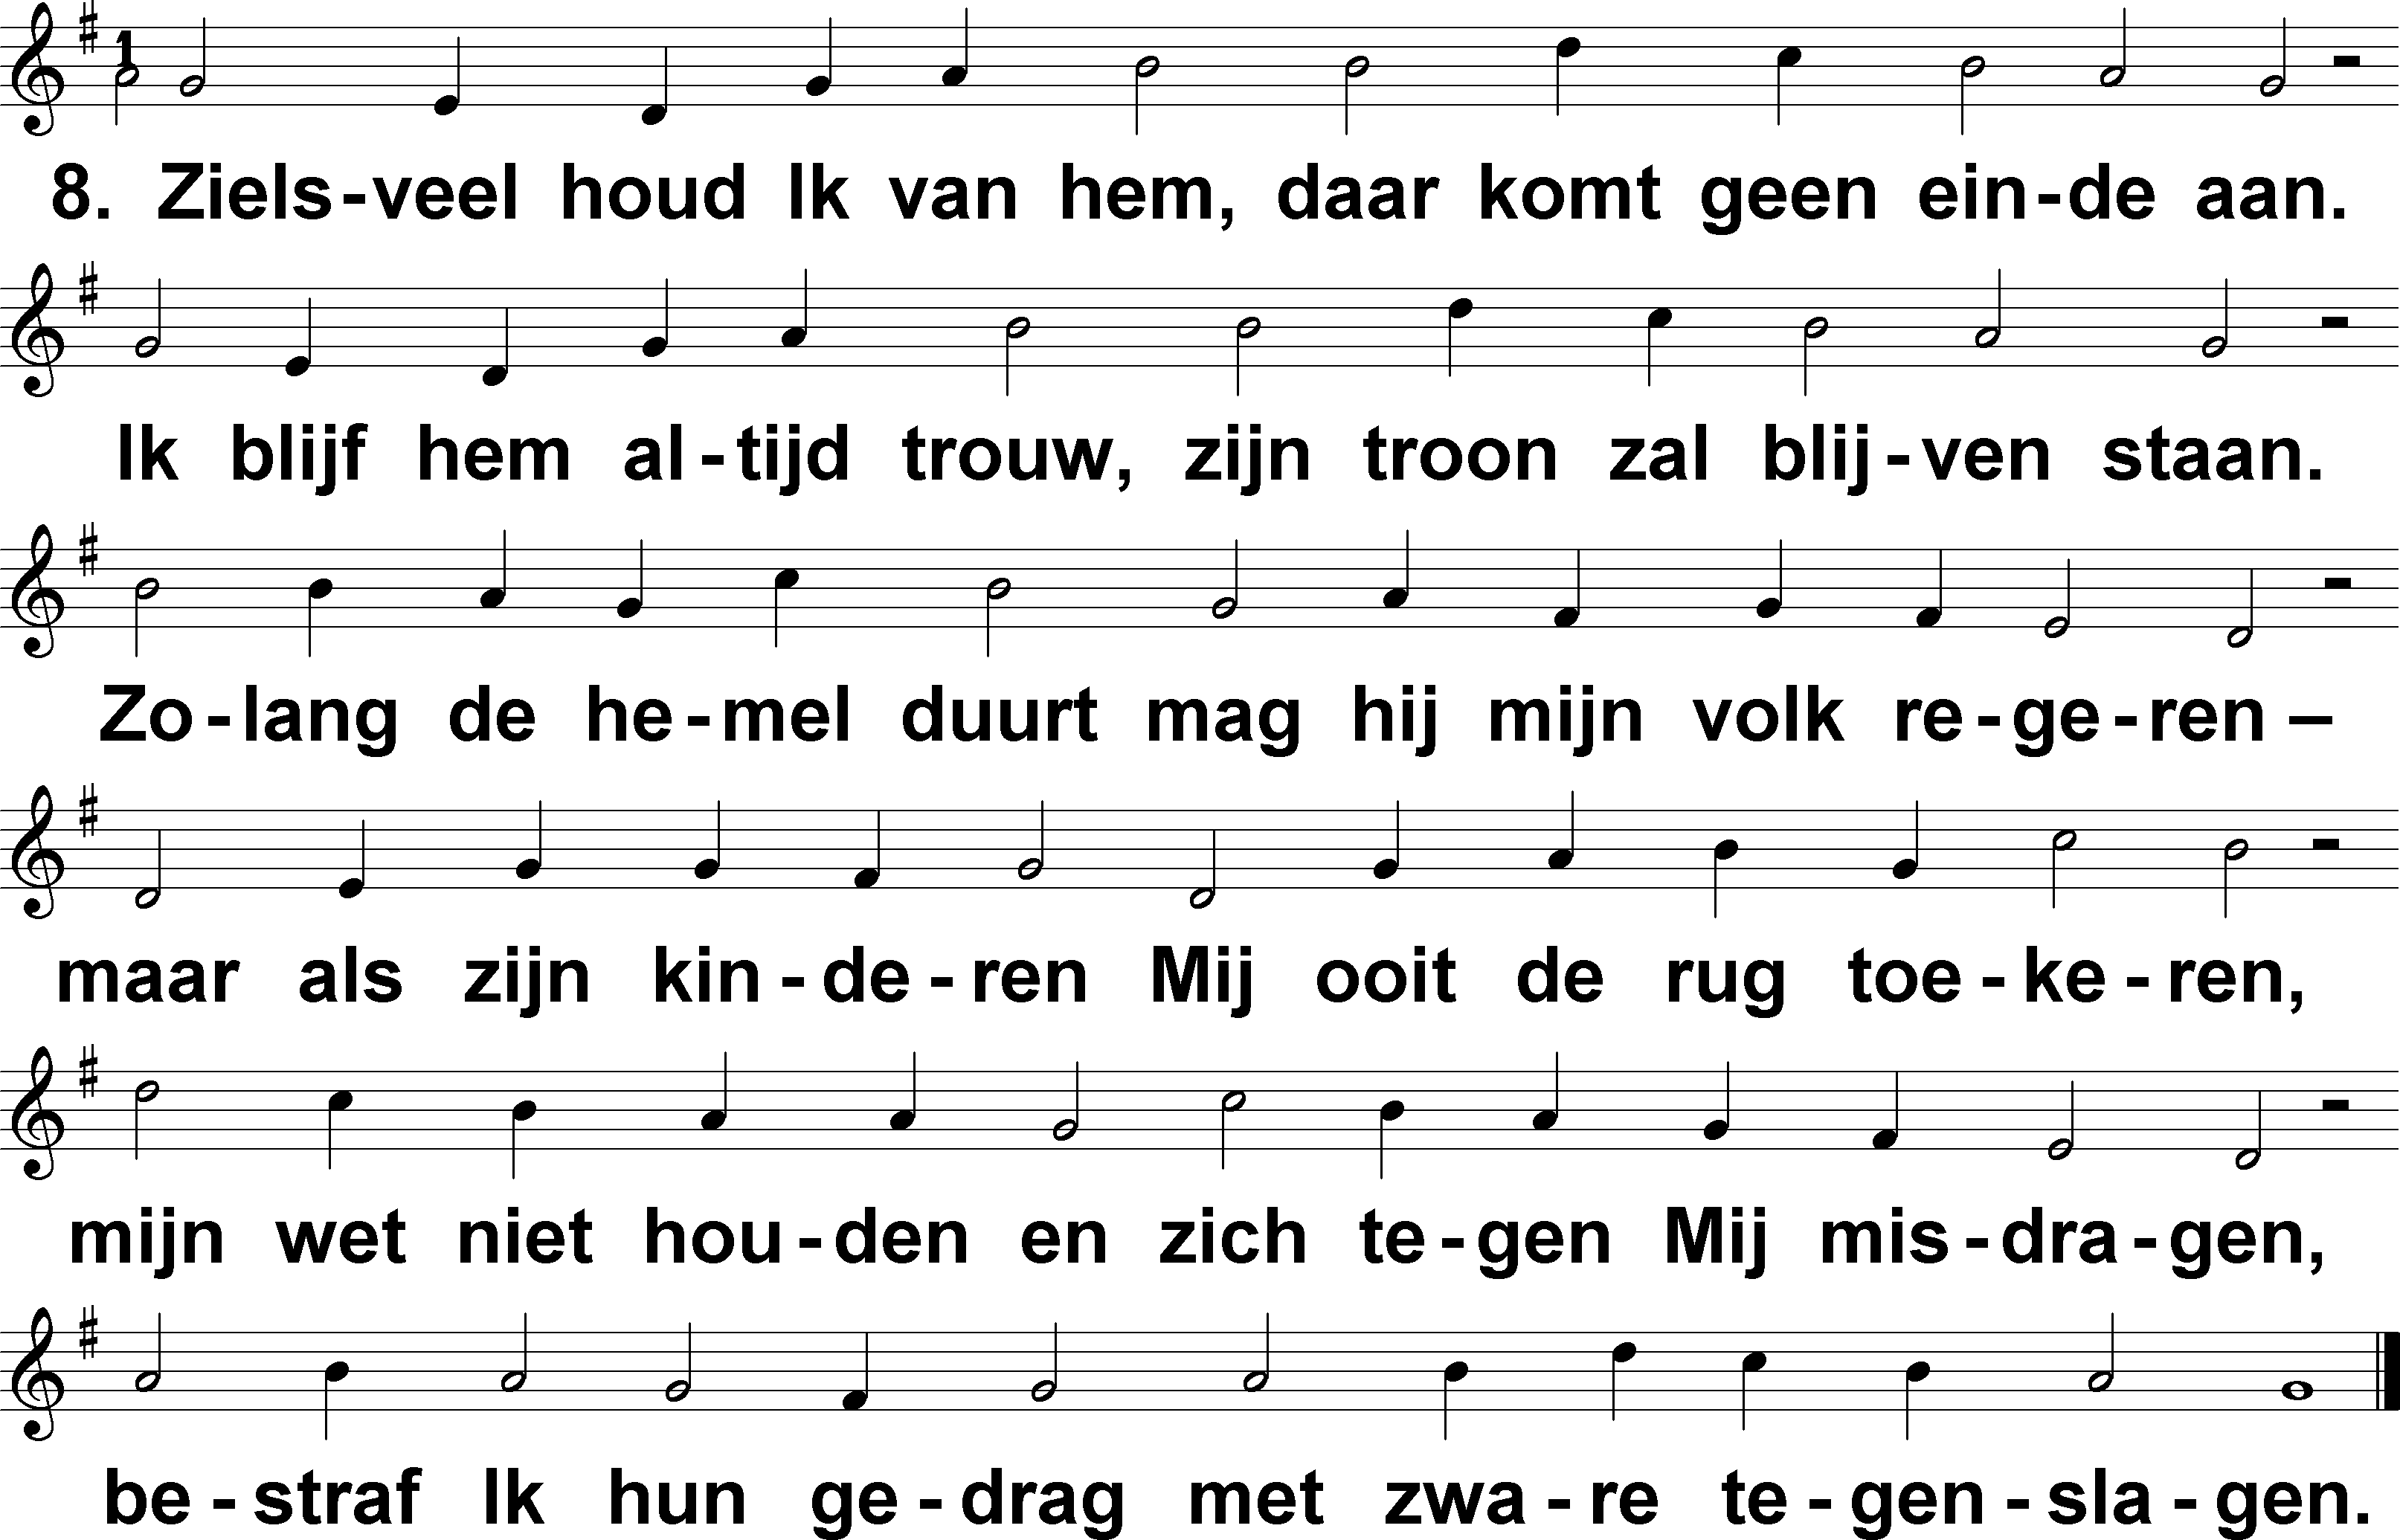 8. Ziels-veel houd Ik van hem, daar komt geen ein-de aan.
Ik blijf hem al-tijd trouw, zijn troon zal blij-ven staan.
Zo-lang de he-mel duurt mag hij mijn volk re-ge-ren –
maar als zijn kin-de-ren Mij ooit de rug toe-ke-ren,
mijn wet niet hou-den en zich te-gen Mij mis-dra-gen,
be-straf Ik hun ge-drag met zwa-re te-gen-sla-gen.